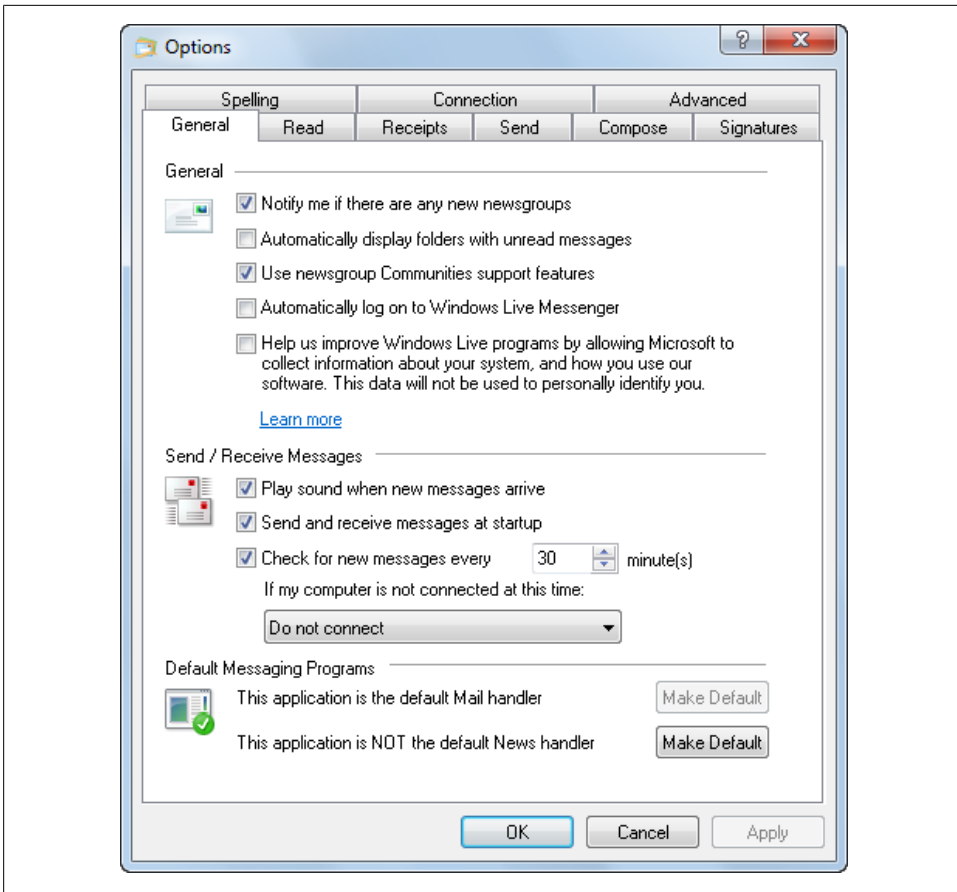 Options
Spelling Connection Advanced
General Read Receipts Send Compose Signatures
General
Notify me if there are any new newsgroups
Automatically display folders with unread messages
Use newsgroup Communities support features
Automatically log on to Windows Live Messenger
Help us improve Windows Live programs by allowing Microsoft to
collect information about your system, and how you use our
software. This data will not be used to personally identify you.
Learn more
Send / Receive Messages
Play sound when new messages arrive
Send and receive messages at startup
Check for new messages every 30 minute(s)
If my computer is not connected at this time:
Do not connect
Default Messaging Programs
This application is the default Mail handler Make Default
This application is NOT the default News handler Make Default
OK Cancel Apply